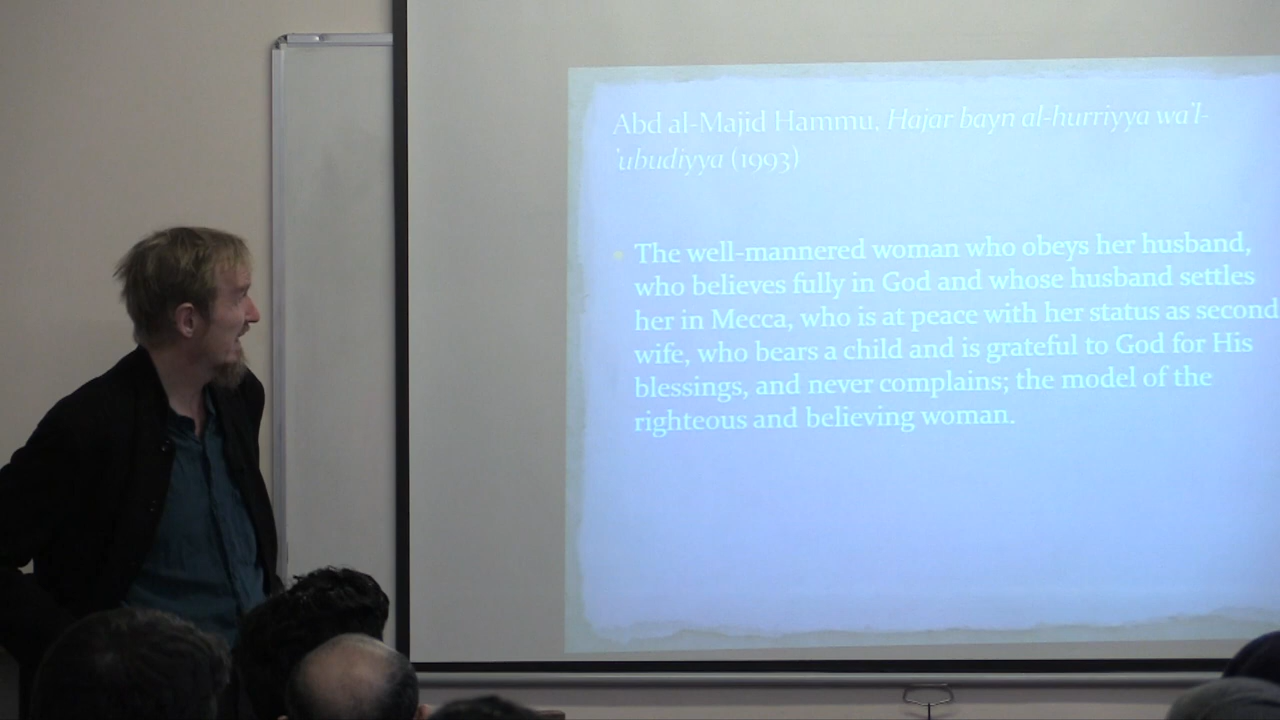 Abd al-Majid Hammu, Hajar bayn al-hurriyya wa'l-
'ubudiyya (1993)
The well-mannered woman who obeys her husband,
who believes fully in God and whose husband settles
her in Mecca, who is at peace with her status as second
wife, who bears a child and is grateful to God for His
blessings, and never complains; the model of the
righteous and believing woman.